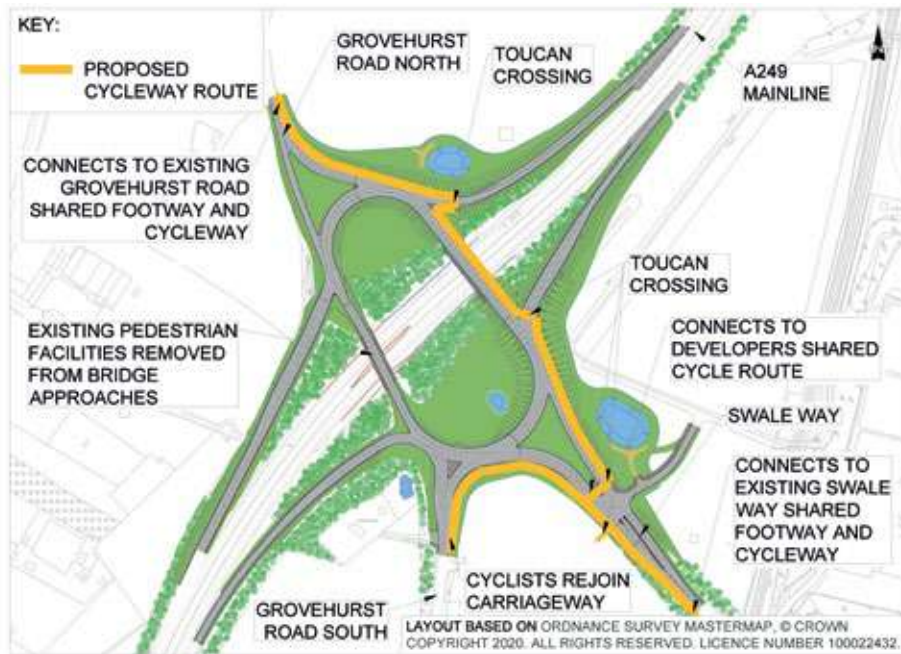 KEY:
PROPOSED
CYCLEWAY ROUTE
GROVEHURST
ROAD NORTH
TOUCAN
CROSSING
A249
MAINLINE
CONNECTS TO EXISTING
GROVEHURST ROAD
SHARED FOOTWAY AND
CYCLEWAY
TOUCAN
CROSSING
EXISTING PEDESTRIAN
FACILITIES REMOVED
FROM BRIDGE
APPROACHES
CONNECTS TO
DEVELOPERS SHARED
CYCLE ROUTE
SWALE WAY
CONNECTS TO
EXISTING SWALE
WAY SHARED
FOOTWAY AND
CYCLEWAY
CYCLISTS REJOIN
CARRIAGEWAY
GROVEHURST
ROAD SOUTH
LAYOUT BASED ON ORDNANCE SURVEY MASTERMAP, © CROWN
COPYRIGHT 2020. ALL RIGHTS RESERVED. LICENCE NUMBER 100022432.